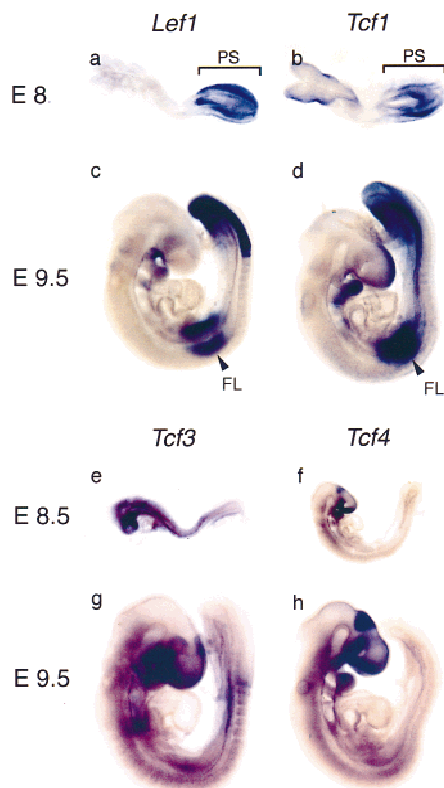 Lef1 Tcf1
a PS b PS
E 8.
c d
E 9.5
FL FL
Tcf3 Tcf4
e f
E 8.5
g h
E 9.5